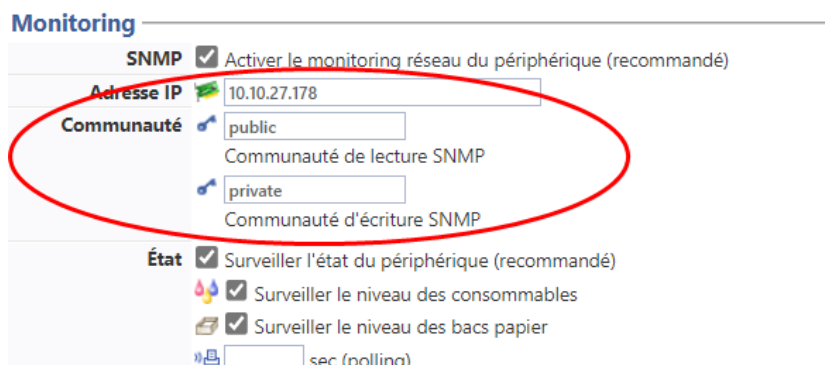 Monitoring
SNMP Activer le monitoring réseau du périphérique (recommandé)
Adresse IP 10.10.27.178
Communauté public
Communauté de lecture SNMP
private
Communauté d'écriture SNMP
État Surveiller l'état du périphérique (recommandé)
Surveiller le niveau des consommables
Surveiller le niveau des bacs papier
sec (polling)